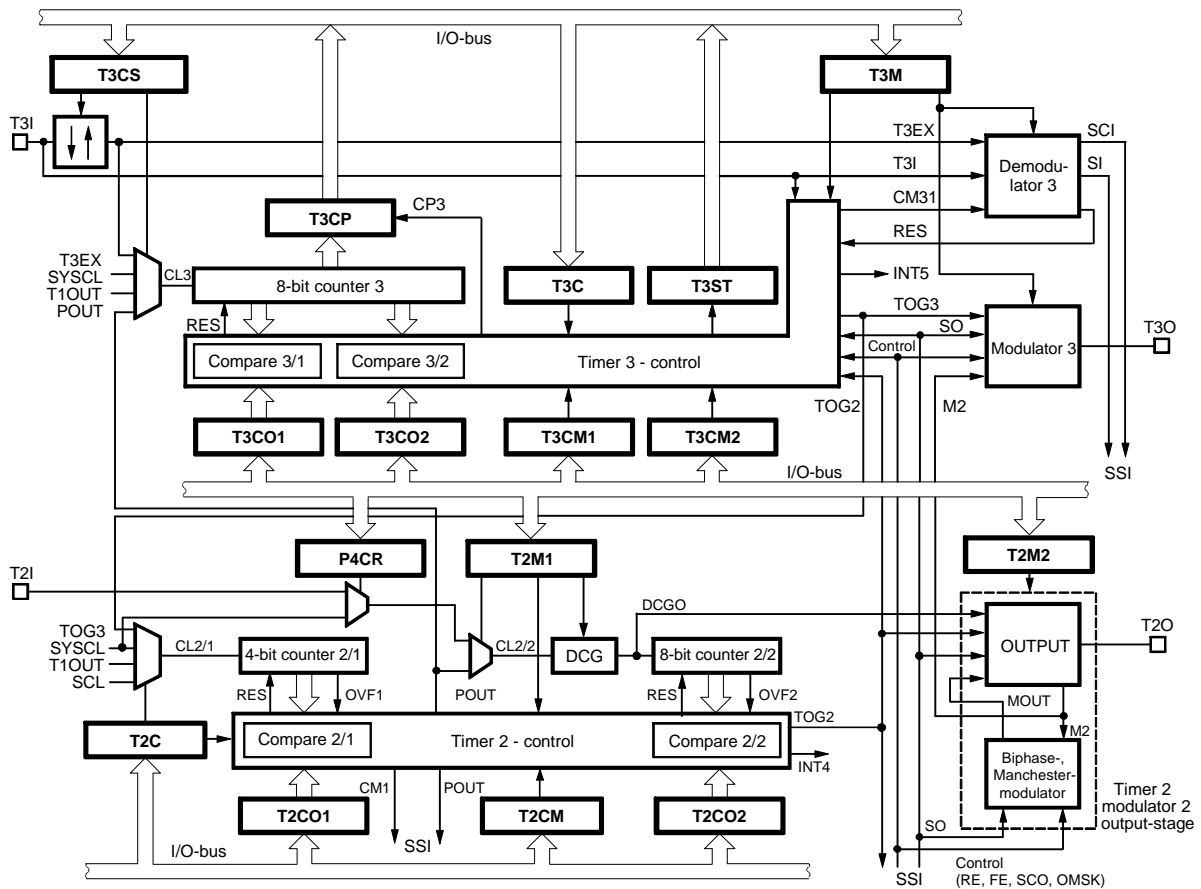 I/O-bus
T3CS
T3M
T3I
T3EX
SCI
T3I
SI
Demodu-
lator 3
T3CP
CP3
CM31
RES
T3EX
SYSCL
T1OUT
POUT
CL3
8-bit counter 3
T3C
T3ST
INT5
RES
TOG3
SO
T3O
Compare 3/1
Compare 3/2
Timer 3 - control
Control
Modulator 3
TOG2
M2
T3CO1
T3CO2
T3CM1
T3CM2
SSI
I/O-bus
P4CR
T2M1
T2M2
T2I
DCGO
TOG3
SYSCL
T1OUT
SCL
CL2/1
4-bit counter 2/1
CL2/2
DCG
8-bit counter 2/2
OUTPUT
T2O
RES
OVF1
POUT
RES
OVF2
MOUT
T2C
Compare 2/1
Timer 2 - control
Compare 2/2
TOG2
M2
INT4
Biphase-,
Manchester-
modulator
Timer 2
modulator 2
output-stage
CM1
POUT
T2CO1
T2CM
T2CO2
SSI
SO
I/O-bus
SSI
Control
(RE, FE, SCO, OMSK)